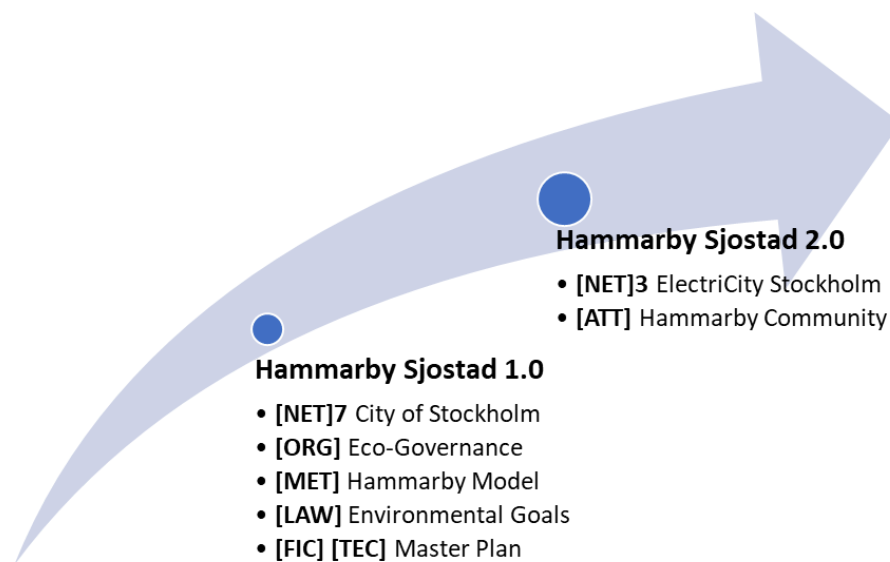 Hammarby Sjostad 2.0
• [NET]3 ElectriCity Stockholm
• [ATT] Hammarby Community
Hammarby Sjostad 1.0
• [NET]7 City of Stockholm
• [ORG] Eco-Governance
• [MET] Hammarby Model
• [LAW] Environmental Goals
• [FIC] [TEC] Master Plan